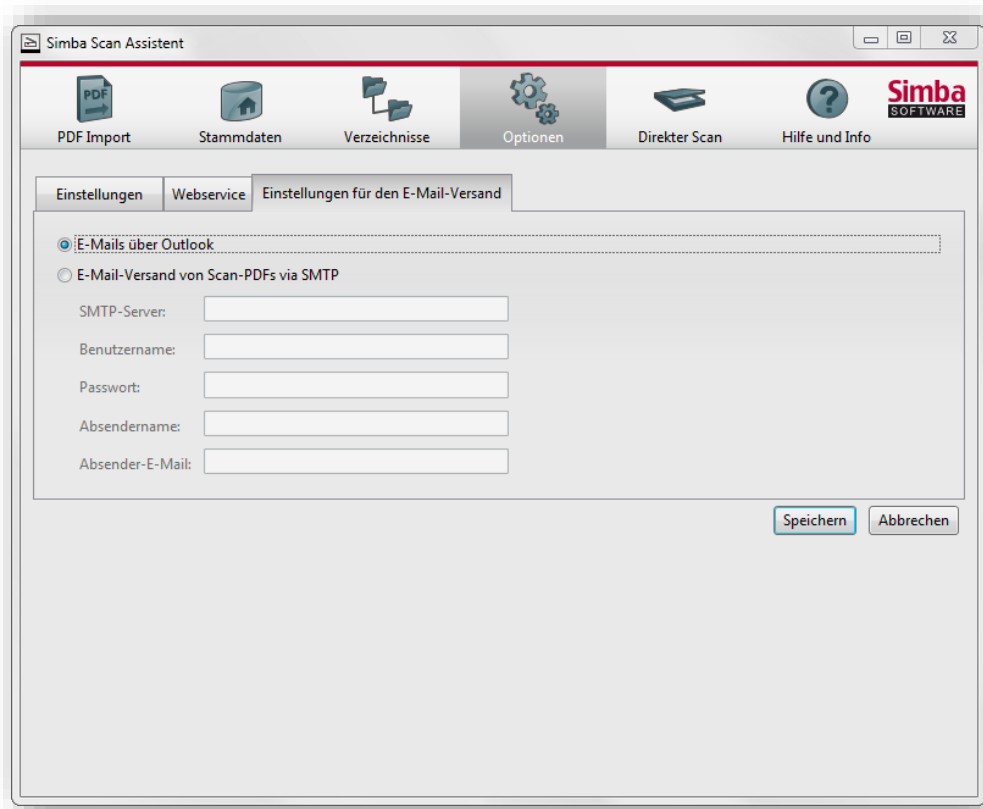 Simba Scan Assistent
PDF
PDF Import
Stammdaten
Verzeichnisse
Optionen
Direkter Scan
?
Hilfe und Info
Simba
SOFTWARE
Einstellungen
Webservice
Einstellungen für den E-Mail-Versand
E-Mails über Outlook
E-Mail-Versand von Scan-PDFs via SMTP
SMTP-Server:
Benutzername:
Passwort:
Absendername:
Absender-E-Mail:
Speichern
Abbrechen